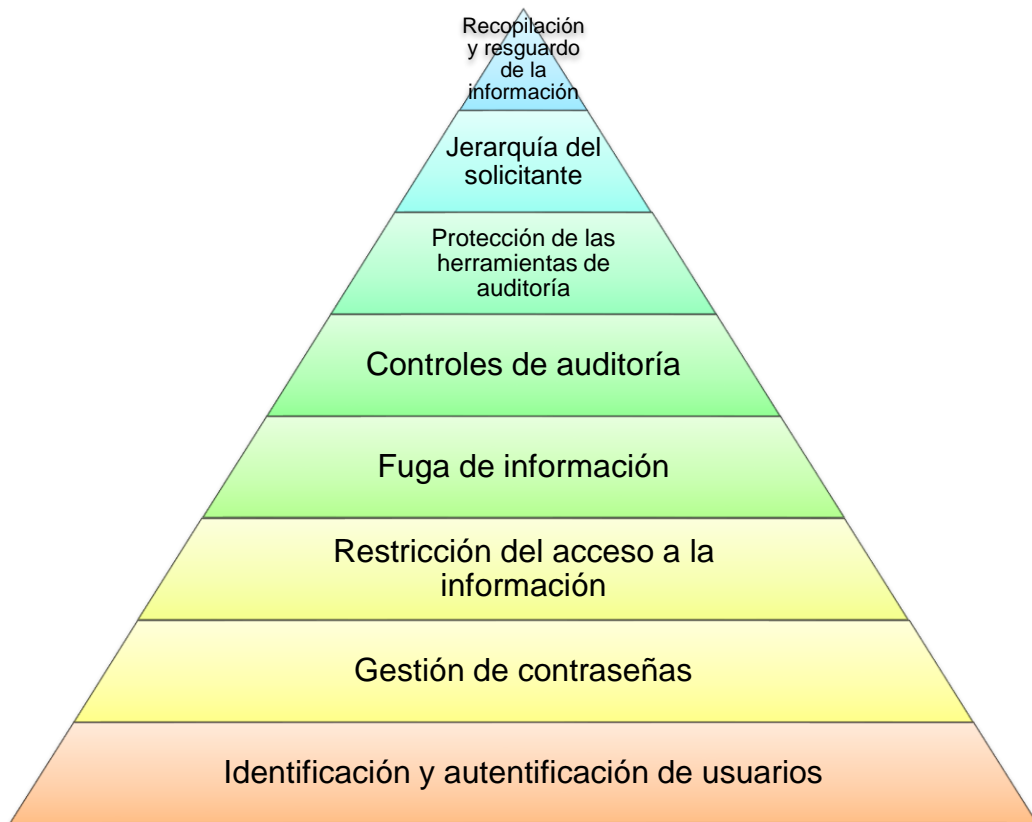 Recopilación
y resguardo
de la
información
Jerarquía del
solicitante
Protección de las
herramientas de
auditoría
Controles de auditoría
Fuga de información
Restricción del acceso a la
información
Gestión de contraseñas
Identificación y autentificación de usuarios